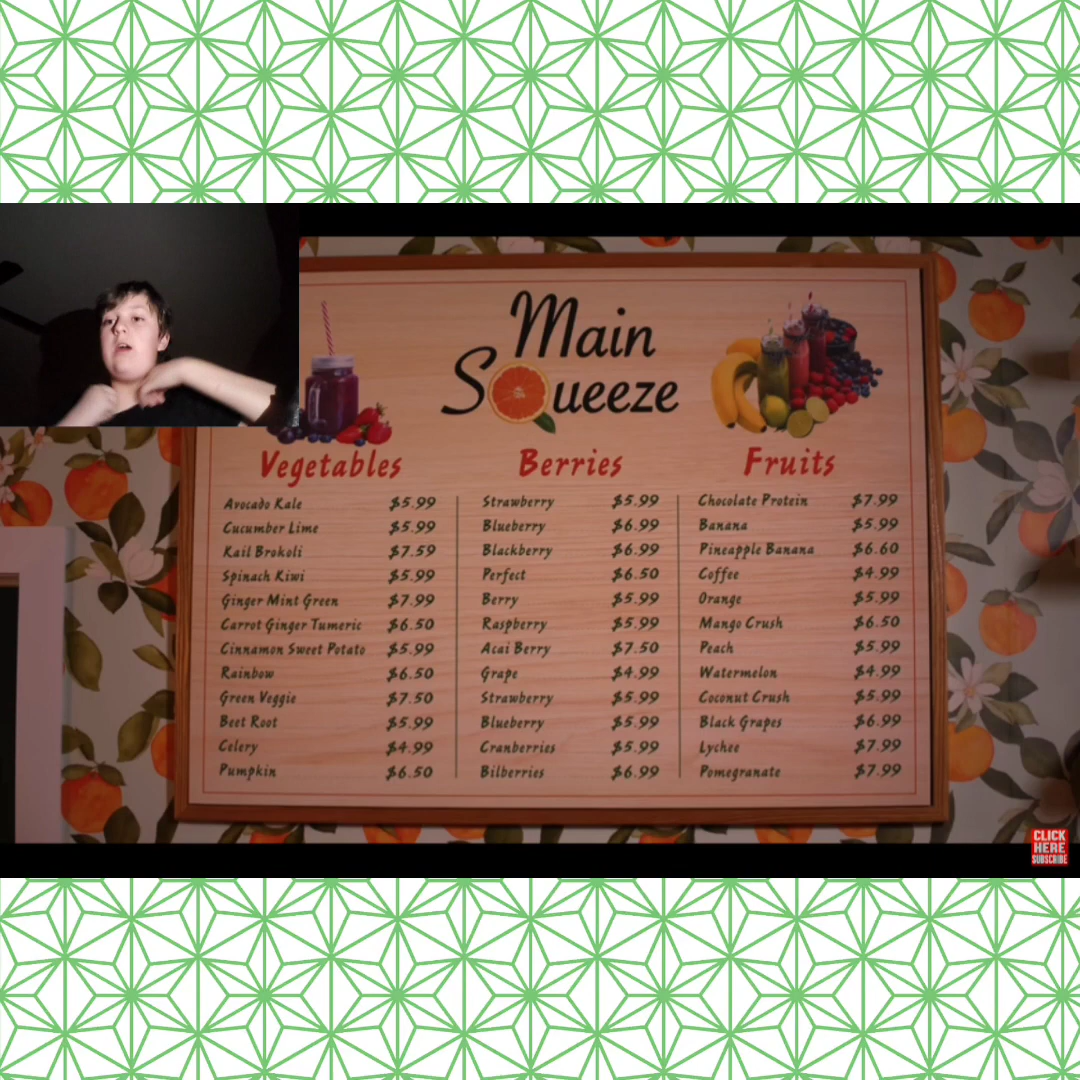 Main
Squeeze
Vegetables
Avocado Kale $5.99
Cucumber Lime $5.99
Kail Brokoli $7.59
Spinach Kiwi $5.99
Ginger Mint Green $7.99
Carrot Ginger Tumeric $6.50
Cinnamon Sweet Potato $5.99
Rainbow $6.50
Green Veggie $7.50
Beet Root $5.99
Celery $4.99
Pumpkin $6.50
Berries
Strawberry $5.99
Blueberry $6.99
Blackberry $6.99
Perfect $6.50
Berry $5.99
Raspberry $5.99
Acai Berry $7.50
Grape $4.99
Strawberry $5.99
Blueberry $5.99
Cranberries $5.99
Bilberries $6.99
Fruits
Chocolate Protein $7.99
Banana $5.99
Pineapple Banana $6.60
Coffee $4.99
Orange $5.99
Mango Crush $6.50
Peach $5.99
Watermelon $4.99
Coconut Crush $5.99
Black Grapes $6.99
Lychee $7.99
Pomegranate $7.99
CLICK
HERE
SUBSCRIBE